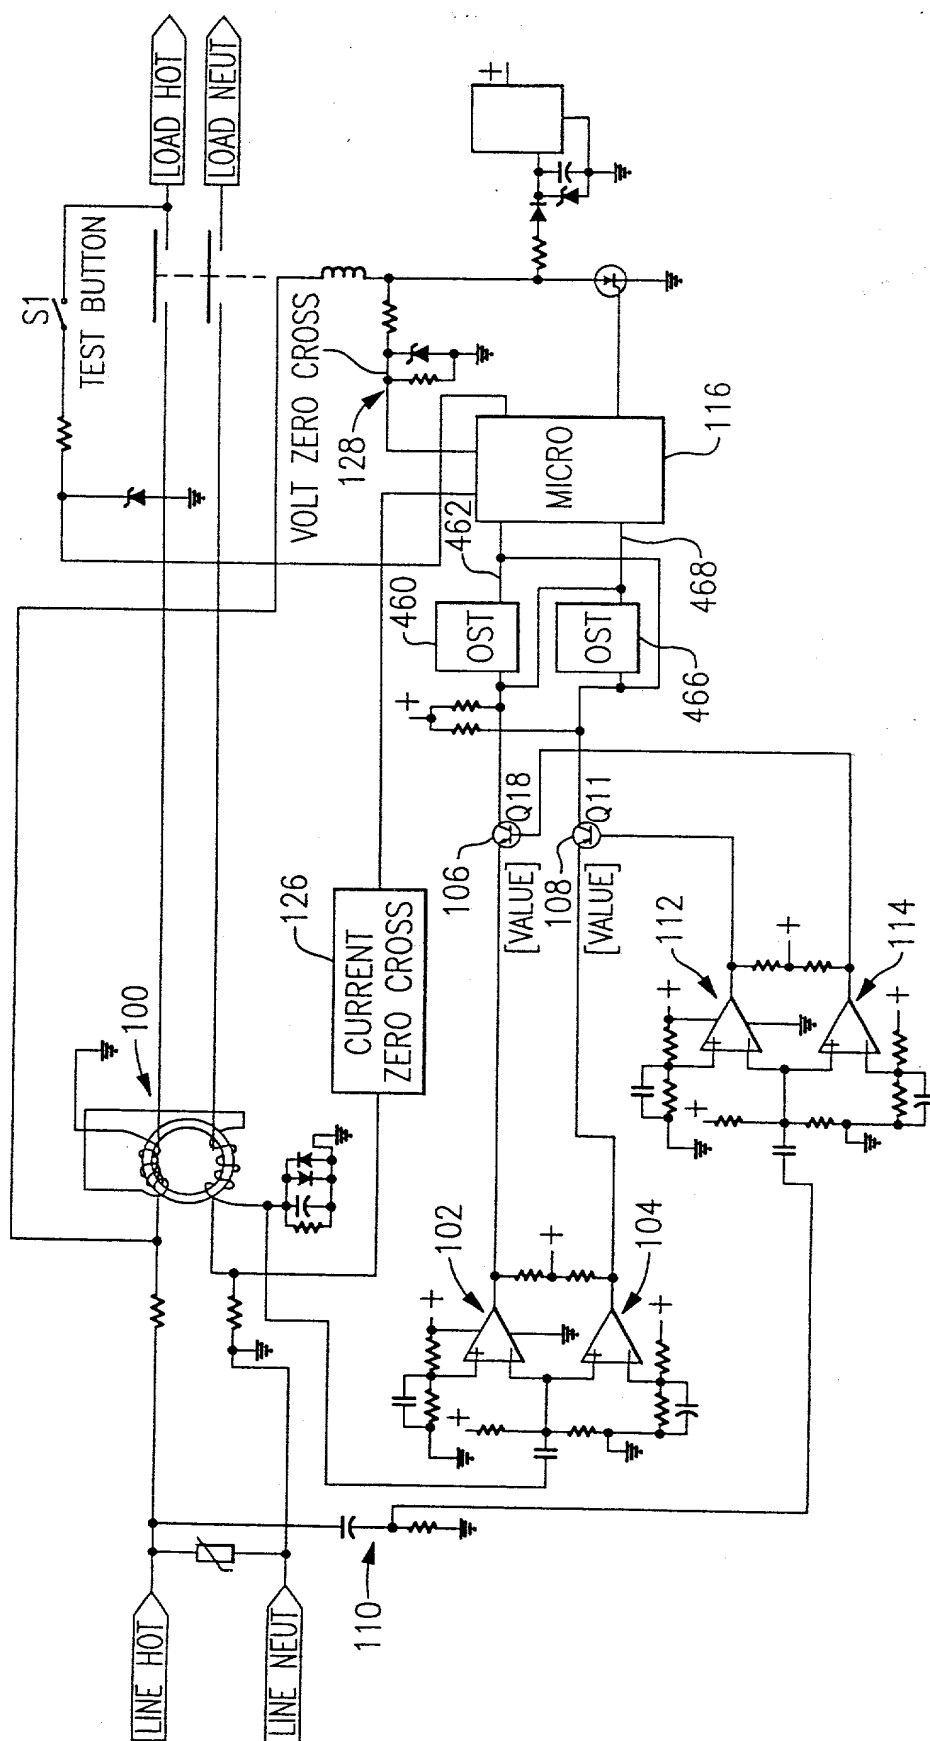 LOAD HOT
LOAD NEUT
S1
TEST BUTTON
VOLT ZERO CROSS
128
MICRO
116
462
468
460
OST
OST
466
+
+
Q18
106
[VALUE]
Q11
108
[VALUE]
126
CURRENT
ZERO CROSS
100
112
114
+
+
+
+
102
104
+
+
+
+
110
LINE HOT
LINE NEUT